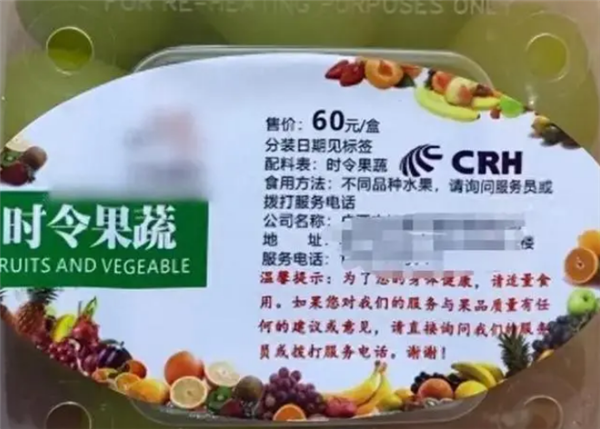 FOR RE-HEATING PURPOSES ONLY
售价：60元/盒
分装日期见标签
配料表：时令果蔬
CRH
食用方法：不同品种水果，请询问服务员或
拨打服务电话
公司名称：
地 址 楼
服务电话：
时令果蔬
RUITS AND VEGEABLE
温馨提示：为了您的身体健康，请适量食
用。如果您对我们的服务与果品质量有任
何的建议或意见，请直接询问我们的服务
员或拨打服务电话。谢谢！